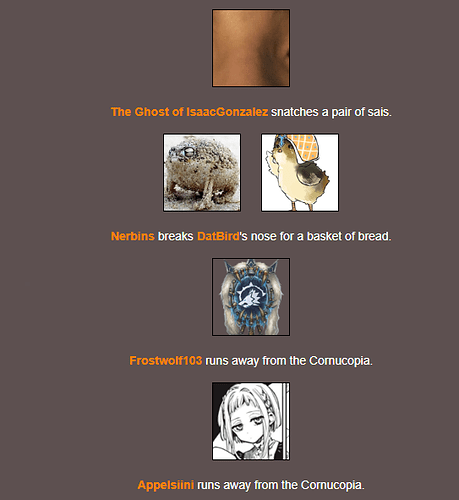 The Ghost of IsaacGonzalez snatches a pair of sais.
Nerbins breaks DatBird's nose for a basket of bread.
Frostwolf103 runs away from the Cornucopia.
Appelsiini runs away from the Cornucopia.